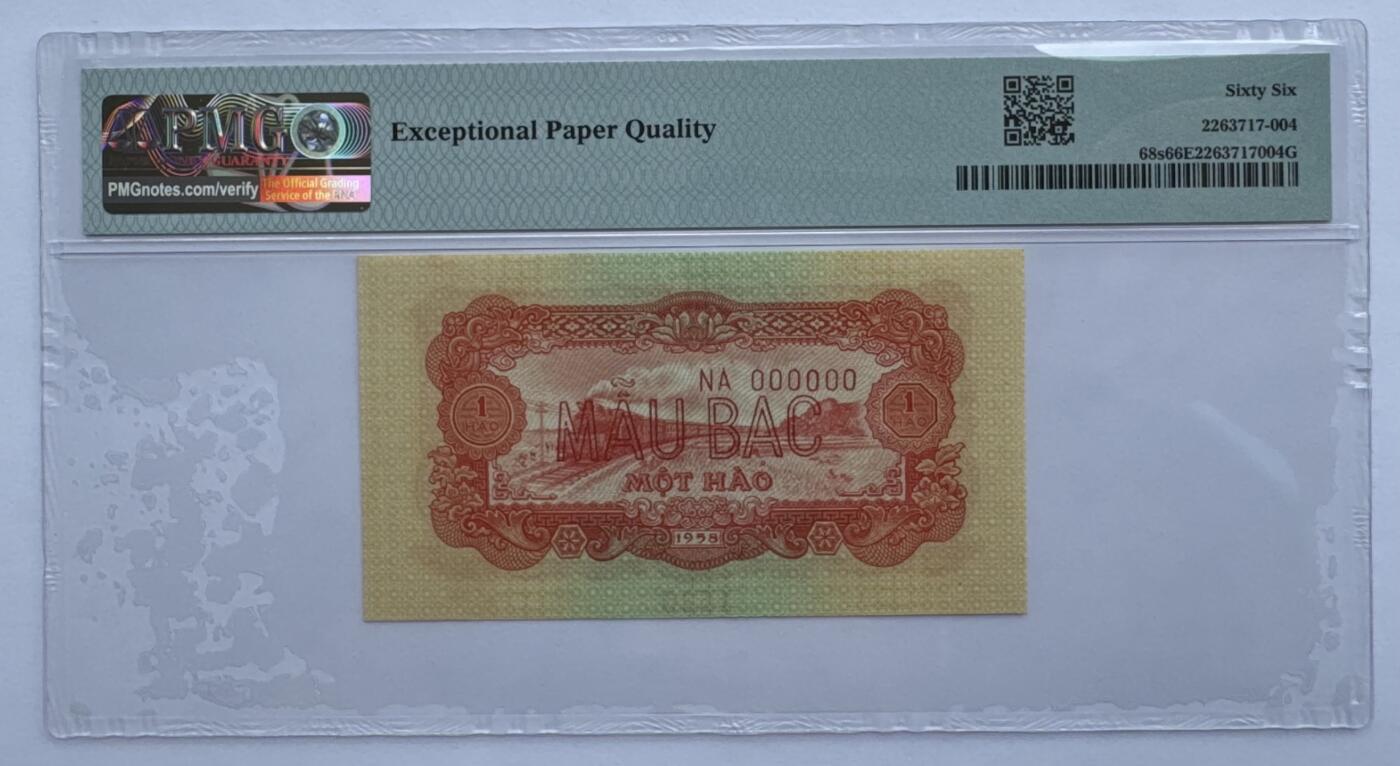 PMG
GUARANTY
PMGnotes.com/verify
The Official Grading
Service of the
Exceptional Paper Quality
Sixty Six
2263717-004
68s66E2263717004G
NA 000000
MẪU BẠC
1
HÀO
1
HÀO
MỘT HÀO
1958